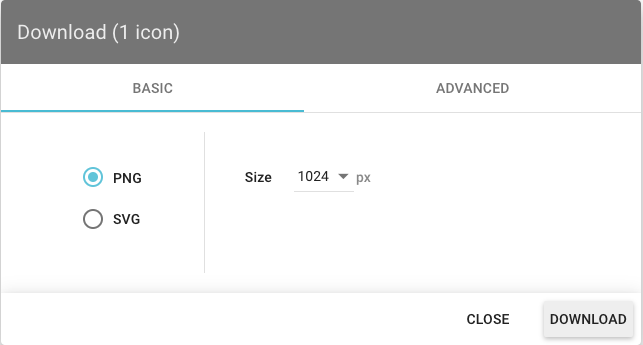 Download (1 icon)
BASIC ADVANCED
PNG Size 1024 px
SVG
CLOSE DOWNLOAD